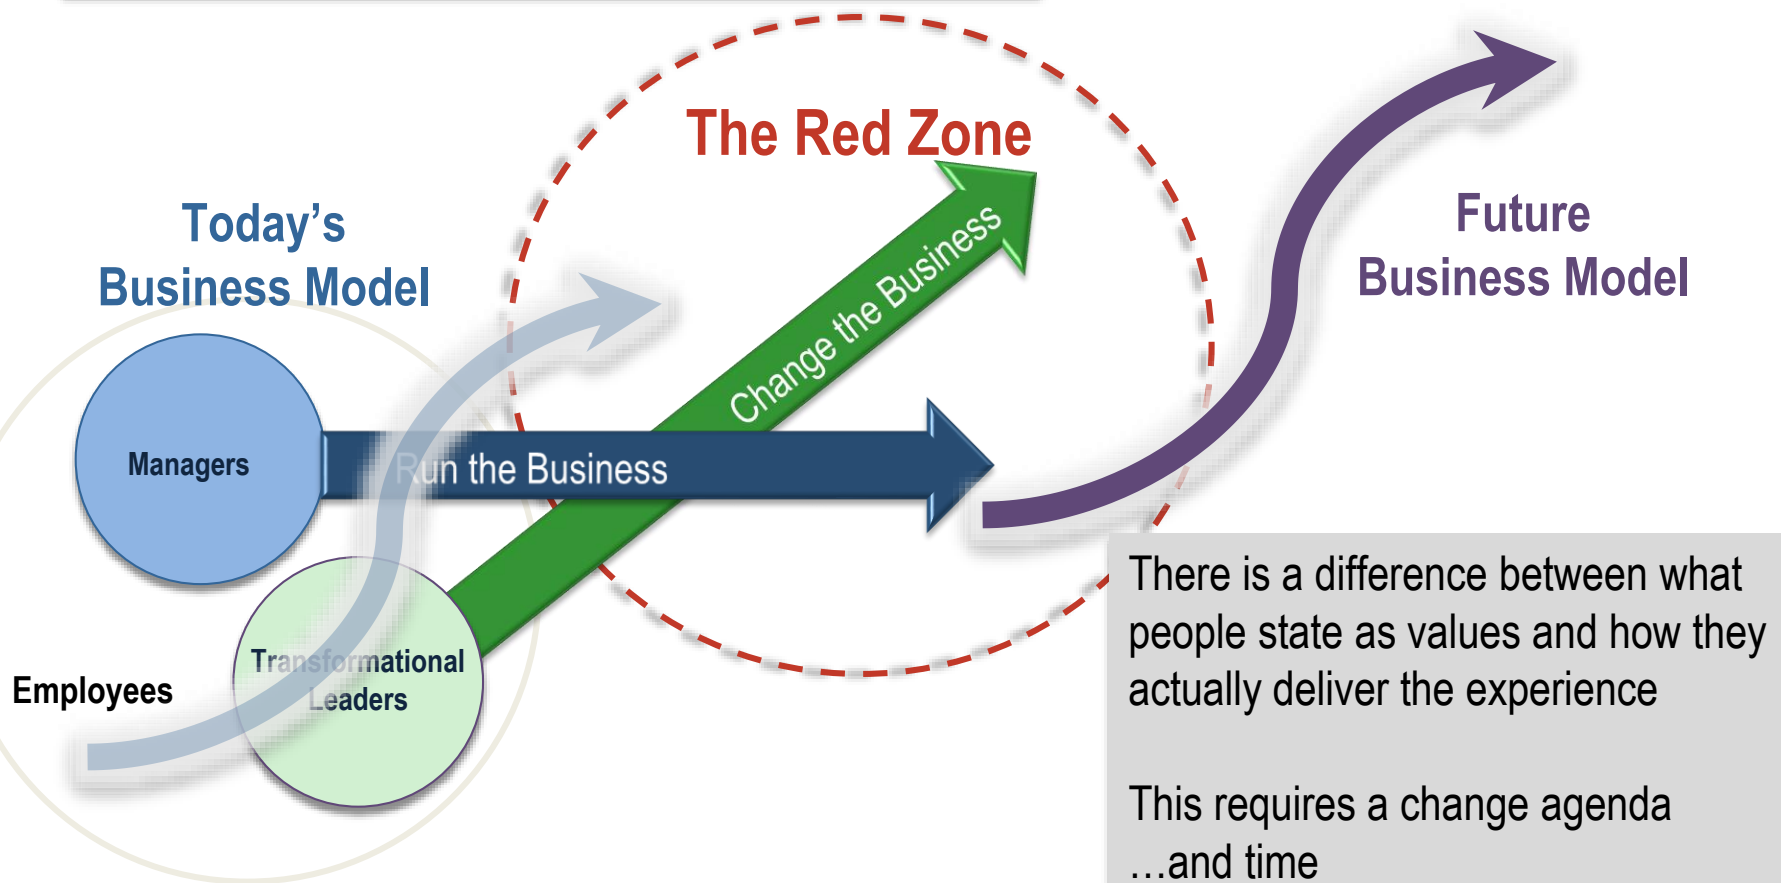 The Red Zone
Today’s
Business Model
Future
Business Model
Change the Business
Managers
Run the Business
Transformational
Leaders
Employees
There is a difference between what
people state as values and how they
actually deliver the experience
This requires a change agenda
…and time